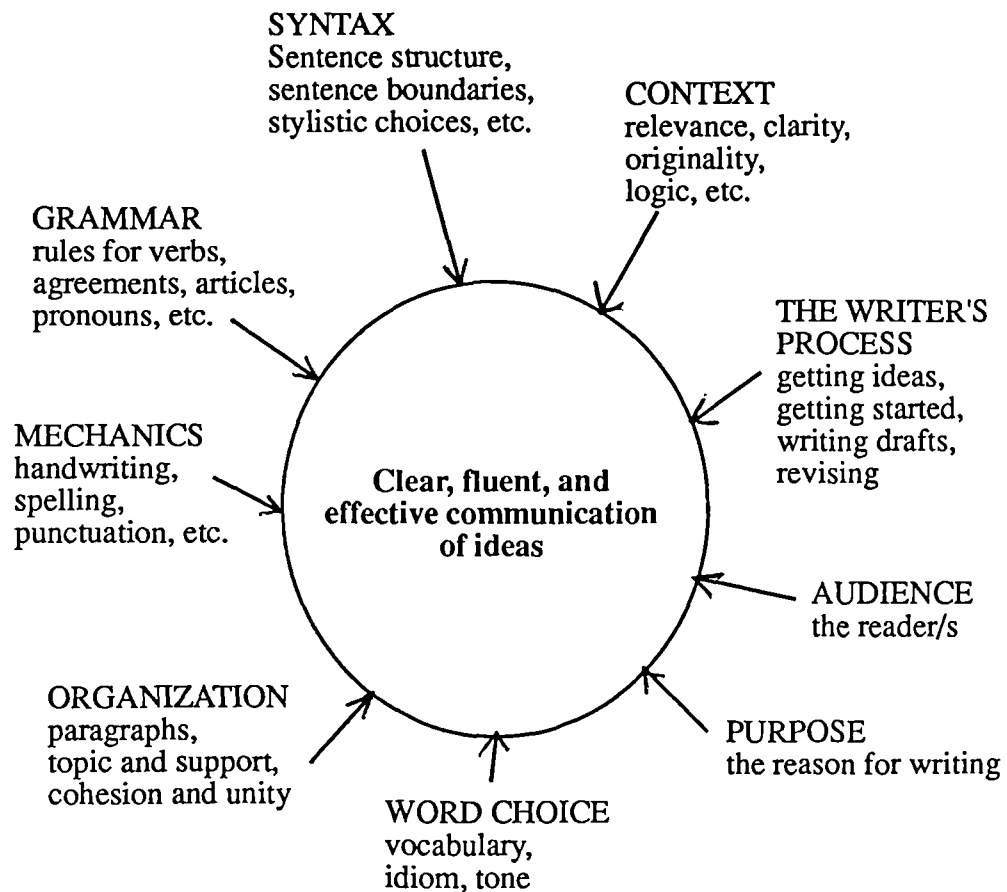 SYNTAX
Sentence structure,
sentence boundaries,
stylistic choices, etc.
CONTEXT
relevance, clarity,
originality,
logic, etc.
GRAMMAR
rules for verbs,
agreements, articles,
pronouns, etc.
THE WRITER'S
PROCESS
getting ideas,
getting started,
writing drafts,
revising
MECHANICS
handwriting,
spelling,
punctuation, etc.
Clear, fluent, and
effective communication
of ideas
AUDIENCE
the reader/s
ORGANIZATION
paragraphs,
topic and support,
cohesion and unity
PURPOSE
the reason for writing
WORD CHOICE
vocabulary,
idiom, tone